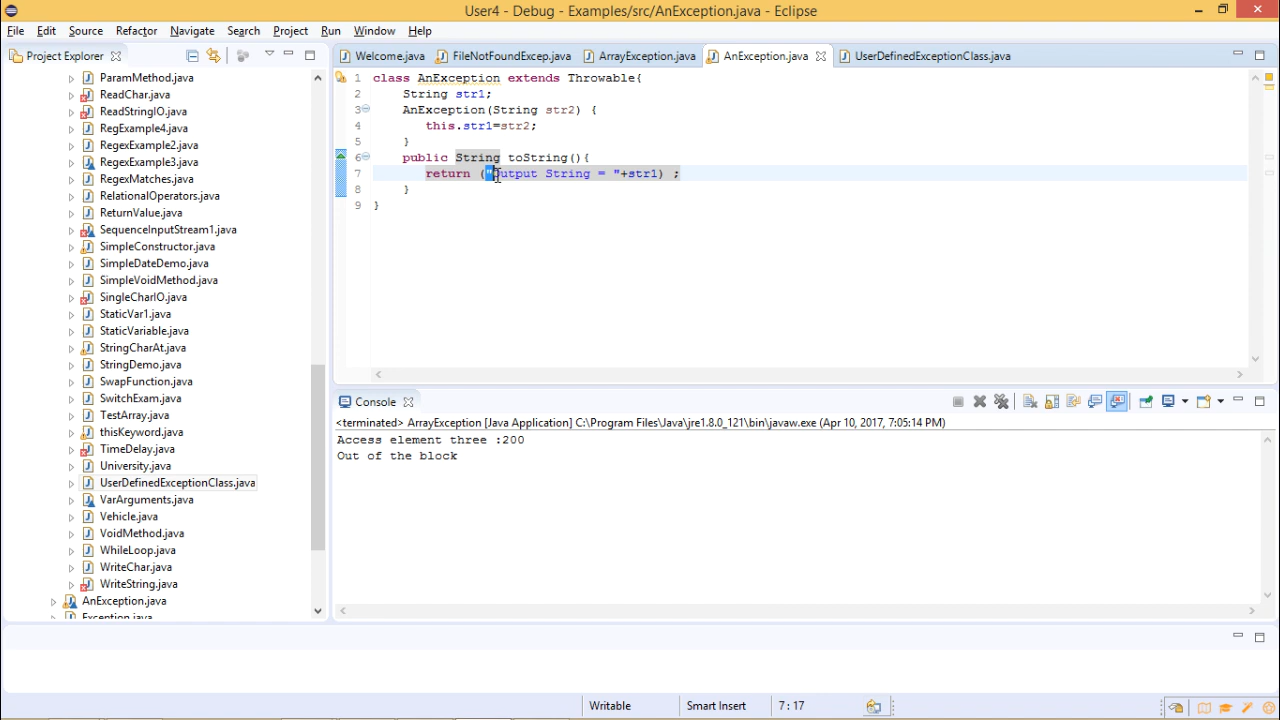 User4 - Debug - Examples/src/AnException.java - Eclipse
File Edit Source Refactor Navigate Search Project Run Window Help
Project Explorer
Welcome.java FileNotFoundExcep.java ArrayException.java AnException.java UserDefinedExceptionClass.java
ParamMethod.java
ReadChar.java
ReadStringIO.java
RegExample4.java
RegexExample2.java
RegexExample3.java
RegexMatches.java
RelationalOperators.java
ReturnValue.java
SequenceInputStream1.java
SimpleConstructor.java
SimpleDateDemo.java
SimpleVoidMethod.java
SingleCharIO.java
StaticVar1.java
StaticVariable.java
StringCharAt.java
StringDemo.java
SwapFunction.java
SwitchExam.java
TestArray.java
thisKeyword.java
TimeDelay.java
University.java
UserDefinedExceptionClass.java
VarArguments.java
Vehicle.java
VoidMethod.java
WhileLoop.java
WriteChar.java
WriteString.java
AnException.java
Exception.java
1 class AnException extends Throwable{
2 String str1;
3 AnException(String str2) {
4 this.str1=str2;
5 }
6 public String toString(){
7 return ("Output String = "+str1) ;
8 }
9 }
Console
<terminated> ArrayException [Java Application] C:\Program Files\Java\jre1.8.0_121\bin\javaw.exe (Apr 10, 2017, 7:05:14 PM)
Access element three :200
Out of the block
Writable Smart Insert 7 : 17